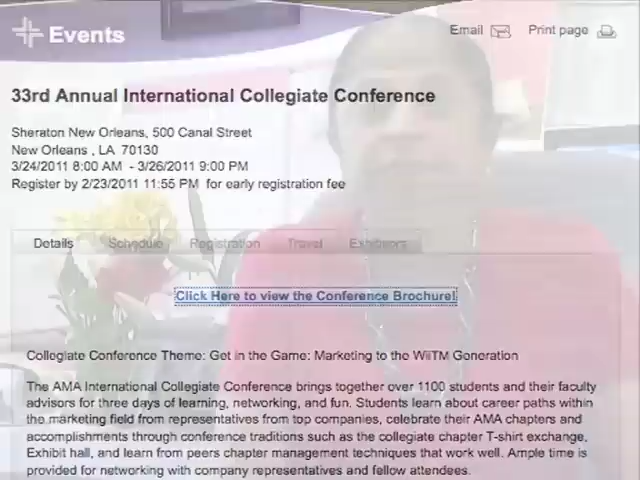 Events
Email Print page
33rd Annual International Collegiate Conference
Sheraton New Orleans, 500 Canal Street
New Orleans , LA 70130
3/24/2011 8:00 AM - 3/26/2011 9:00 PM
Register by 2/23/2011 11:55 PM for early registration fee
Details Schedule Registration Travel Exhibitors
Click Here to view the Conference Brochure!
Collegiate Conference Theme: Get in the Game: Marketing to the WiiTM Generation
The AMA International Collegiate Conference brings together over 1100 students and their faculty
advisors for three days of learning, networking, and fun. Students learn about career paths within
the marketing field from representatives from top companies, celebrate their AMA chapters and
accomplishments through conference traditions such as the collegiate chapter T-shirt exchange,
Exhibit hall, and learn from peers chapter management techniques that work well. Ample time is
provided for networking with company representatives and fellow attendees.